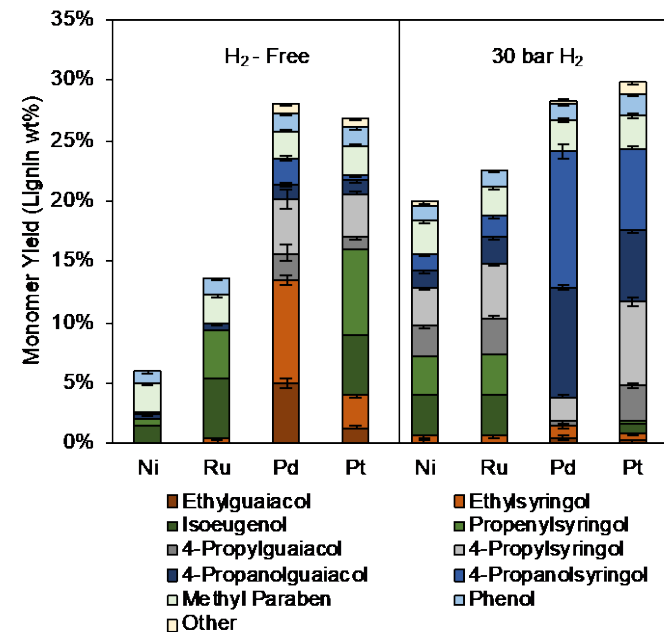 35%
30%
25%
20%
15%
10%
5%
0%
Monomer Yield (Lignin wt%)
H2 - Free
30 bar H2
Ni Ru Pd Pt Ni Ru Pd Pt
Ethylguaiacol Ethylsyringol
Isoeugenol Propenylsyringol
4-Propylguaiacol 4-Propylsyringol
4-Propanolguaiacol 4-Propanolsyringol
Methyl Paraben Phenol
Other